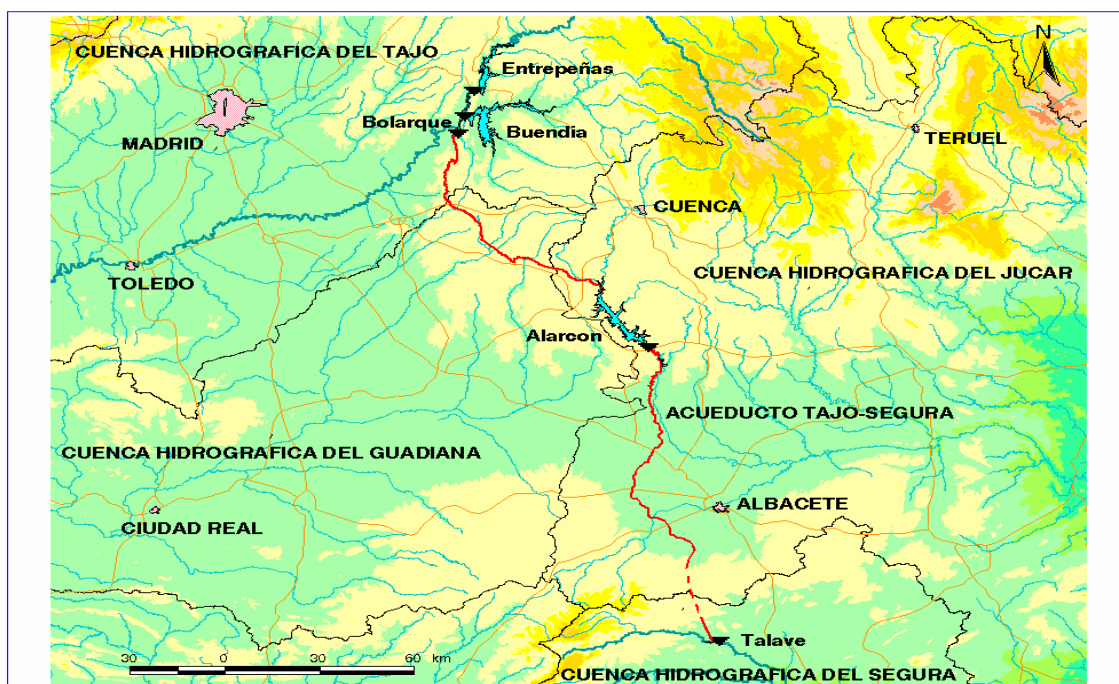 CUENCA HIDROGRAFICA DEL TAJO
N
Entrepeñas
Bolarque
Buendia
MADRID
TERUEL
CUENCA
TOLEDO
CUENCA HIDROGRAFICA DEL JUCAR
Alarcon
ACUEDUCTO TAJO-SEGURA
CUENCA HIDROGRAFICA DEL GUADIANA
ALBACETE
CIUDAD REAL
Talave
30 0 30 60 km
CUENCA HIDROGRAFICA DEL SEGURA